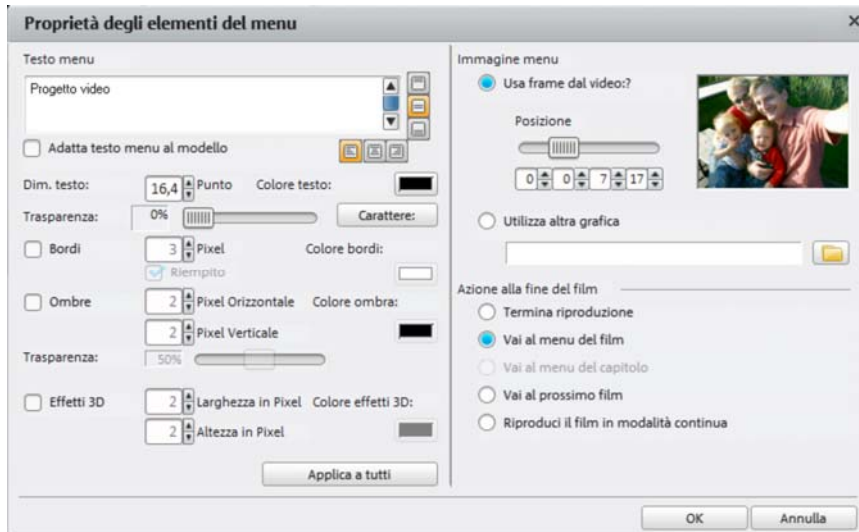 Proprietà degli elementi del menu
Testo menu
Progetto video
Adatta testo menu al modello
Dim. testo: 16,4 Punto Colore testo:
Trasparenza: 0% Carattere:
Bordi 3 Pixel Colore bordi:
Riempito
Ombre 2 Pixel Orizzontale Colore ombra:
2 Pixel Verticale
Trasparenza: 50%
Effetti 3D 2 Larghezza in Pixel Colore effetti 3D:
2 Altezza in Pixel
Applica a tutti
Immagine menu
Usa frame dal video:?
Posizione
0 0 7 17
Utilizza altra grafica
Azione alla fine del film
Termina riproduzione
Vai al menu del film
Vai al menu del capitolo
Vai al prossimo film
Riproduci il film in modalità continua
OK Annulla